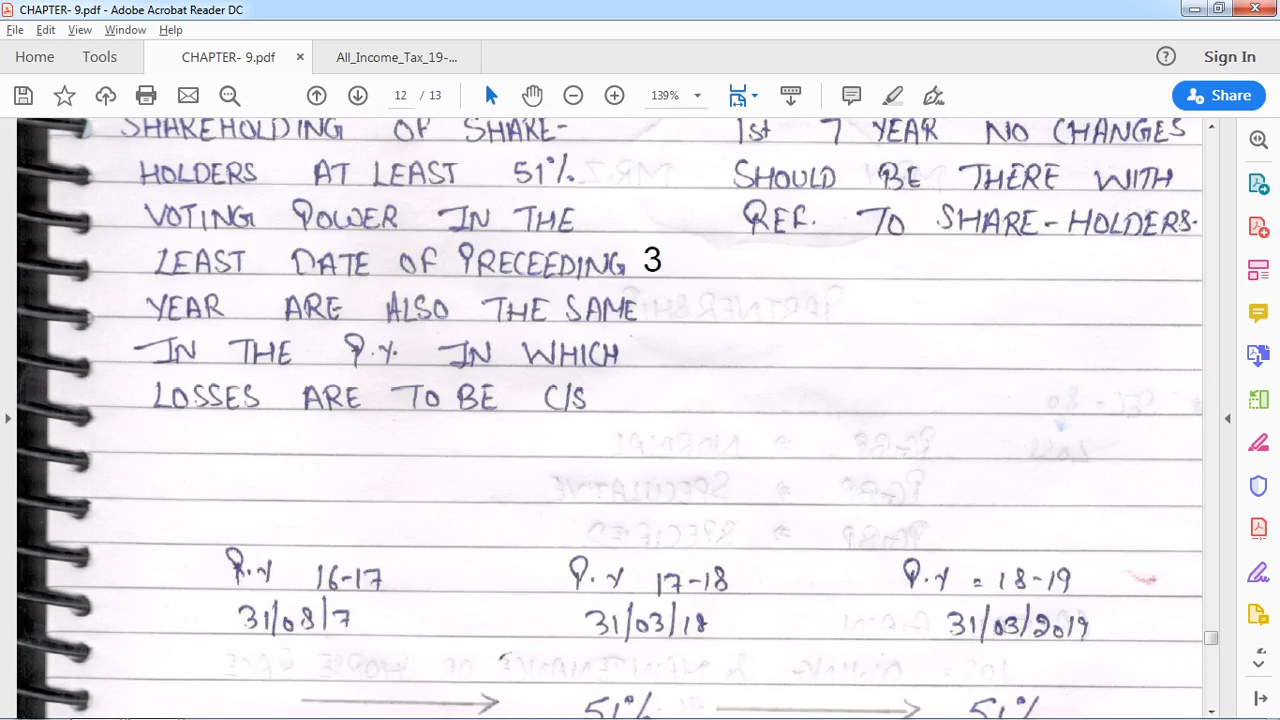 CHAPTER- 9.pdf - Adobe Acrobat Reader DC
File Edit View Window Help
Home Tools CHAPTER- 9.pdf × All_Income_Tax_19-... Sign In
12 / 13 139% Share
SHAREHOLDING OF SHARE-
HOLDERS AT LEAST 51%
VOTING POWER IN THE
LEAST DATE OF PRECEEDING 3
YEAR ARE ALSO THE SAME
IN THE P.Y. IN WHICH
LOSSES ARE TO BE C/S
1st 7 YEAR NO CHANGES
SHOULD BE THERE WITH
REF. TO SHARE-HOLDERS.
P.Y 16-17 P.Y 17-18 P.Y = 18-19
31/03/7 31/03/18 31/03/2019
51% 51%